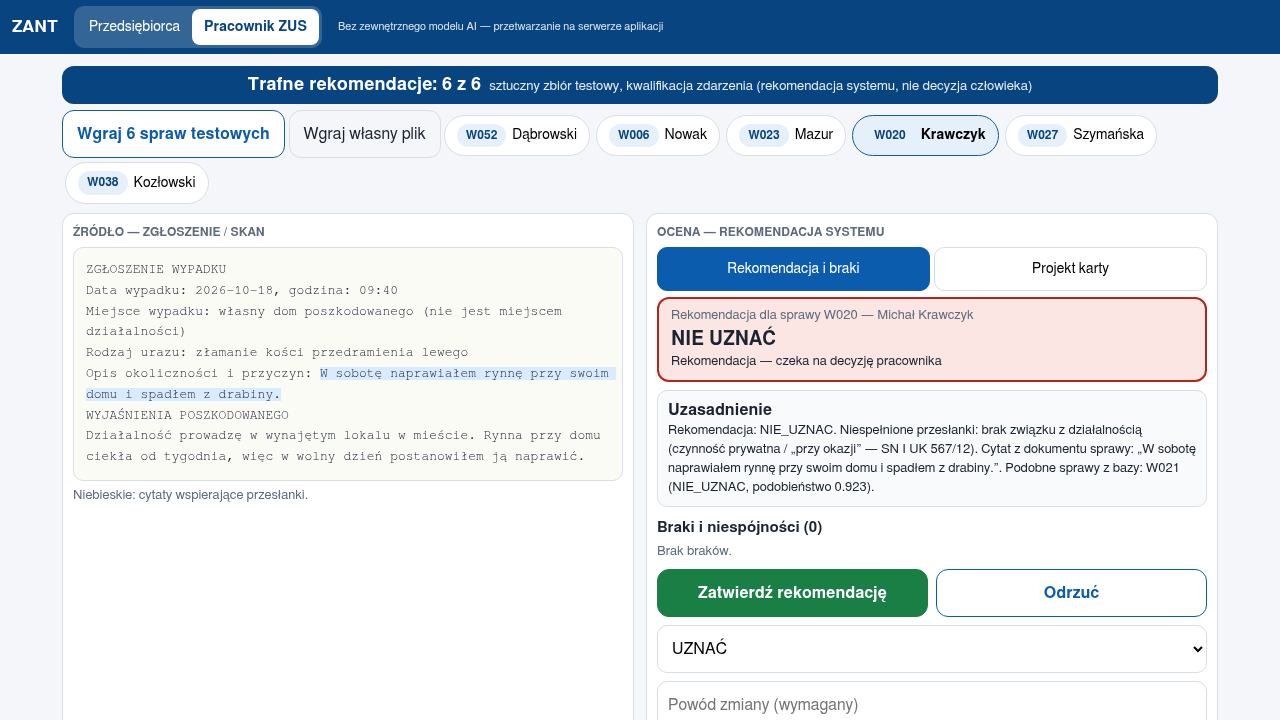 ZANT
Przedsiębiorca
Pracownik ZUS
Bez zewnętrznego modelu AI — przetwarzanie na serwerze aplikacji
Trafne rekomendacje: 6 z 6 sztuczny zbiór testowy, kwalifikacja zdarzenia (rekomendacja systemu, nie decyzja człowieka)
Wgraj 6 spraw testowych
Wgraj własny plik
W052 Dąbrowski
W006 Nowak
W023 Mazur
W020 Krawczyk
W027 Szymańska
W038 Kozłowski
ŹRÓDŁO — ZGŁOSZENIE / SKAN
ZGŁOSZENIE WYPADKU
Data wypadku: 2026-10-18, godzina: 09:40
Miejsce wypadku: własny dom poszkodowanego (nie jest miejscem
działalności)
Rodzaj urazu: złamanie kości przedramienia lewego
Opis okoliczności i przyczyn: W sobotę naprawiałem rynnę przy swoim
domu i spadłem z drabiny.
WYJAŚNIENIA POSZKODOWANEGO
Działalność prowadzę w wynajętym lokalu w mieście. Rynna przy domu
ciekła od tygodnia, więc w wolny dzień postanowiłem ją naprawić.
Niebieskie: cytaty wspierające przesłanki.
OCENA — REKOMENDACJA SYSTEMU
Rekomendacja i braki
Projekt karty
Rekomendacja dla sprawy W020 — Michał Krawczyk
NIE UZNAĆ
Rekomendacja — czeka na decyzję pracownika
Uzasadnienie
Rekomendacja: NIE_UZNAC. Niespełnione przesłanki: brak związku z działalnością
(czynność prywatna / „przy okazji” — SN I UK 567/12). Cytat z dokumentu sprawy: „W sobotę
naprawiałem rynnę przy swoim domu i spadłem z drabiny.”. Podobne sprawy z bazy: W021
(NIE_UZNAC, podobieństwo 0.923).
Braki i niespójności (0)
Brak braków.
Zatwierdź rekomendację
Odrzuć
UZNAĆ
Powód zmiany (wymagany)